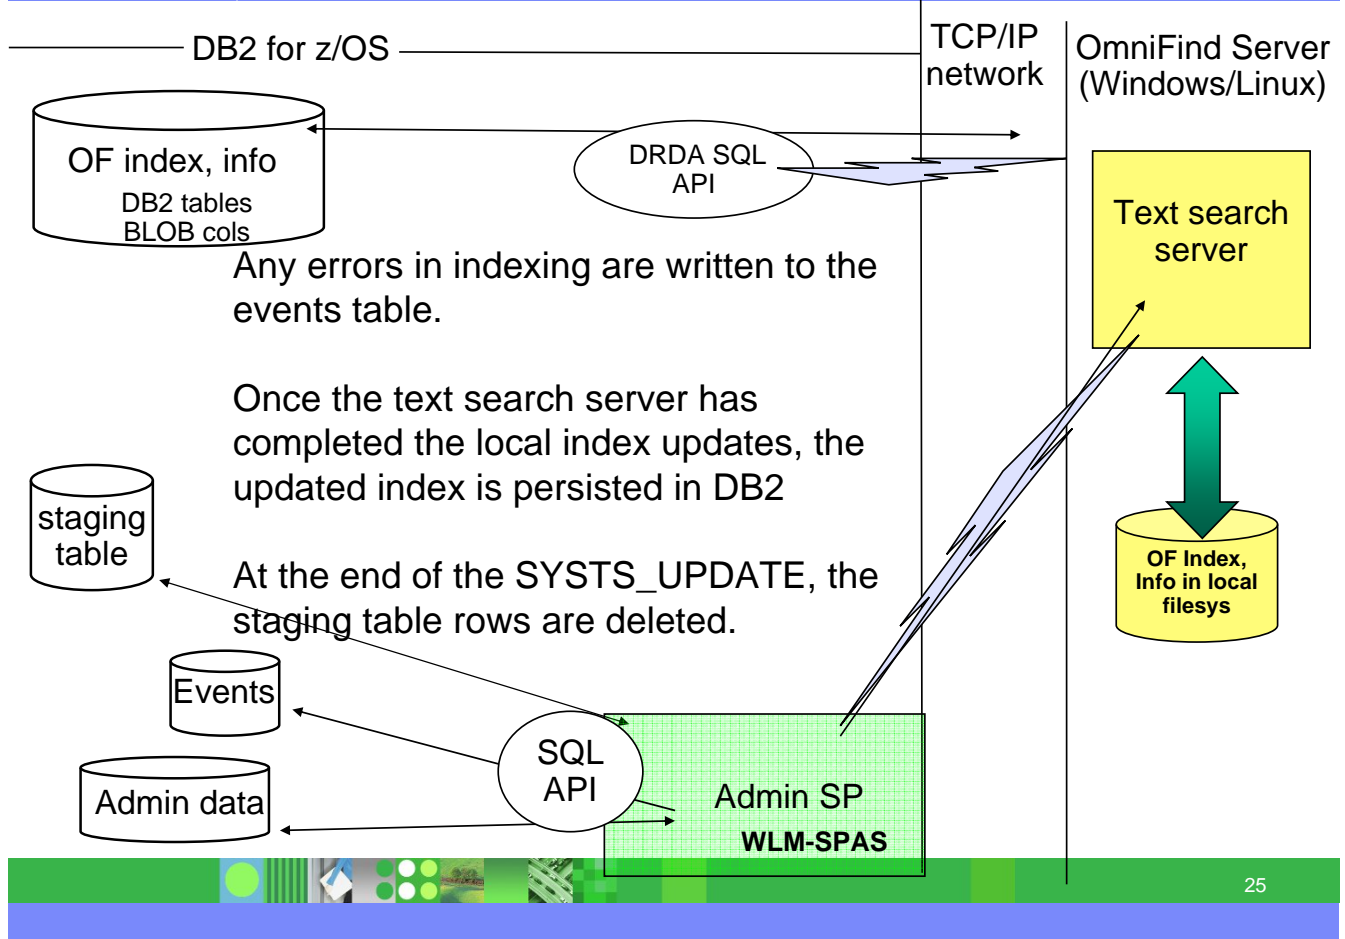 DB2 for z/OS
TCP/IP
network
OmniFind Server
(Windows/Linux)
OF index, info
DB2 tables
BLOB cols
DRDA SQL
API
Text search
server
Any errors in indexing are written to the
events table.
Once the text search server has
completed the local index updates, the
updated index is persisted in DB2
staging
table
OF Index,
Info in local
filesys
At the end of the SYSTS_UPDATE, the
staging table rows are deleted.
Events
SQL
API
Admin data
Admin SP
WLM-SPAS
25